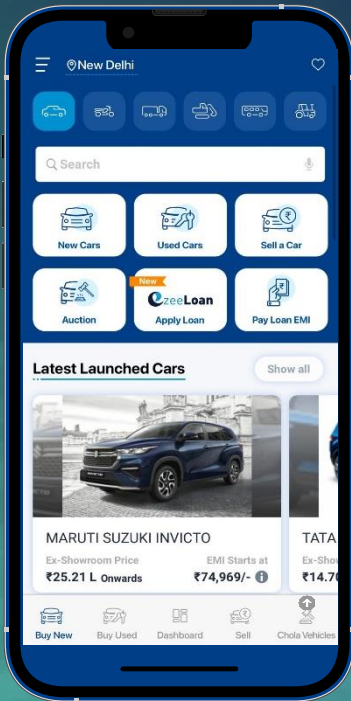 New Delhi
Search
New Cars
Used Cars
Sell a Car
New
EzeeLoan
Auction
Apply Loan
Pay Loan EMI
Latest Launched Cars
Show all
MARUTI SUZUKI INVICTO
TATA
Ex-Showroom Price
EMI Starts at
Ex-Sho
₹25.21 L Onwards
₹74,969/-
₹14.70
Buy New
Buy Used
Dashboard
Sell
Chola Vehicles